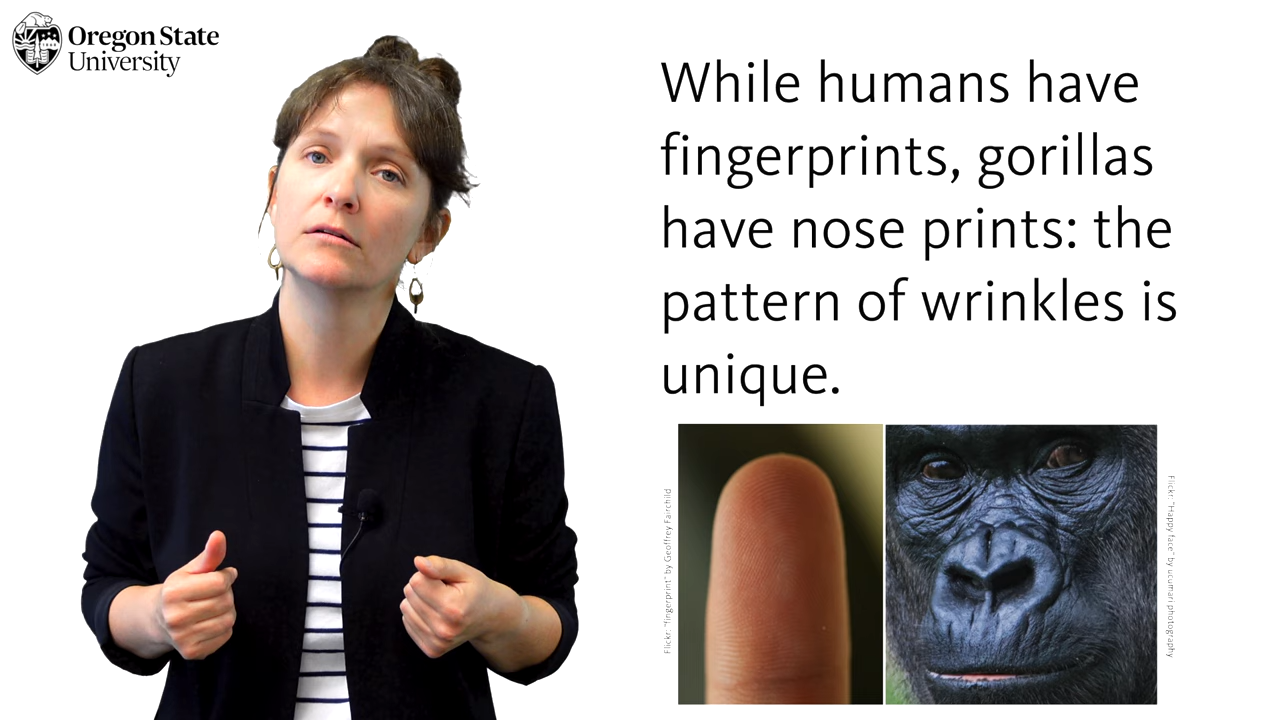 Oregon State
University
While humans have
fingerprints, gorillas
have nose prints: the
pattern of wrinkles is
unique.
Flickr: "fingerprint" by Geoffrey Fairchild
Flickr: "Happy face" by ucumari photography